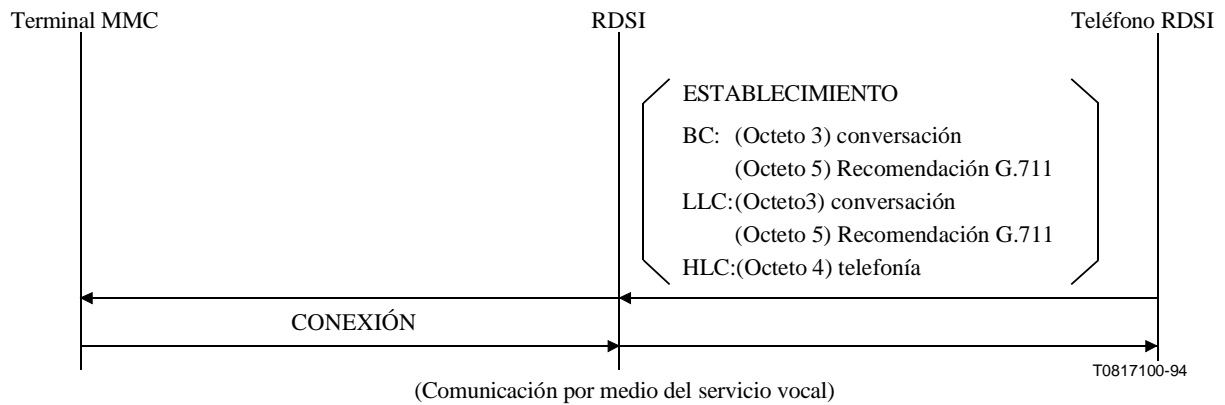 Terminal MMC
RDSI
Teléfono RDSI
ESTABLECIMIENTO
BC: (Octeto 3) conversación
(Octeto 5) Recomendación G.711
LLC:(Octeto3) conversación
(Octeto 5) Recomendación G.711
HLC:(Octeto 4) telefonía
CONEXIÓN
T0817100-94
(Comunicación por medio del servicio vocal)